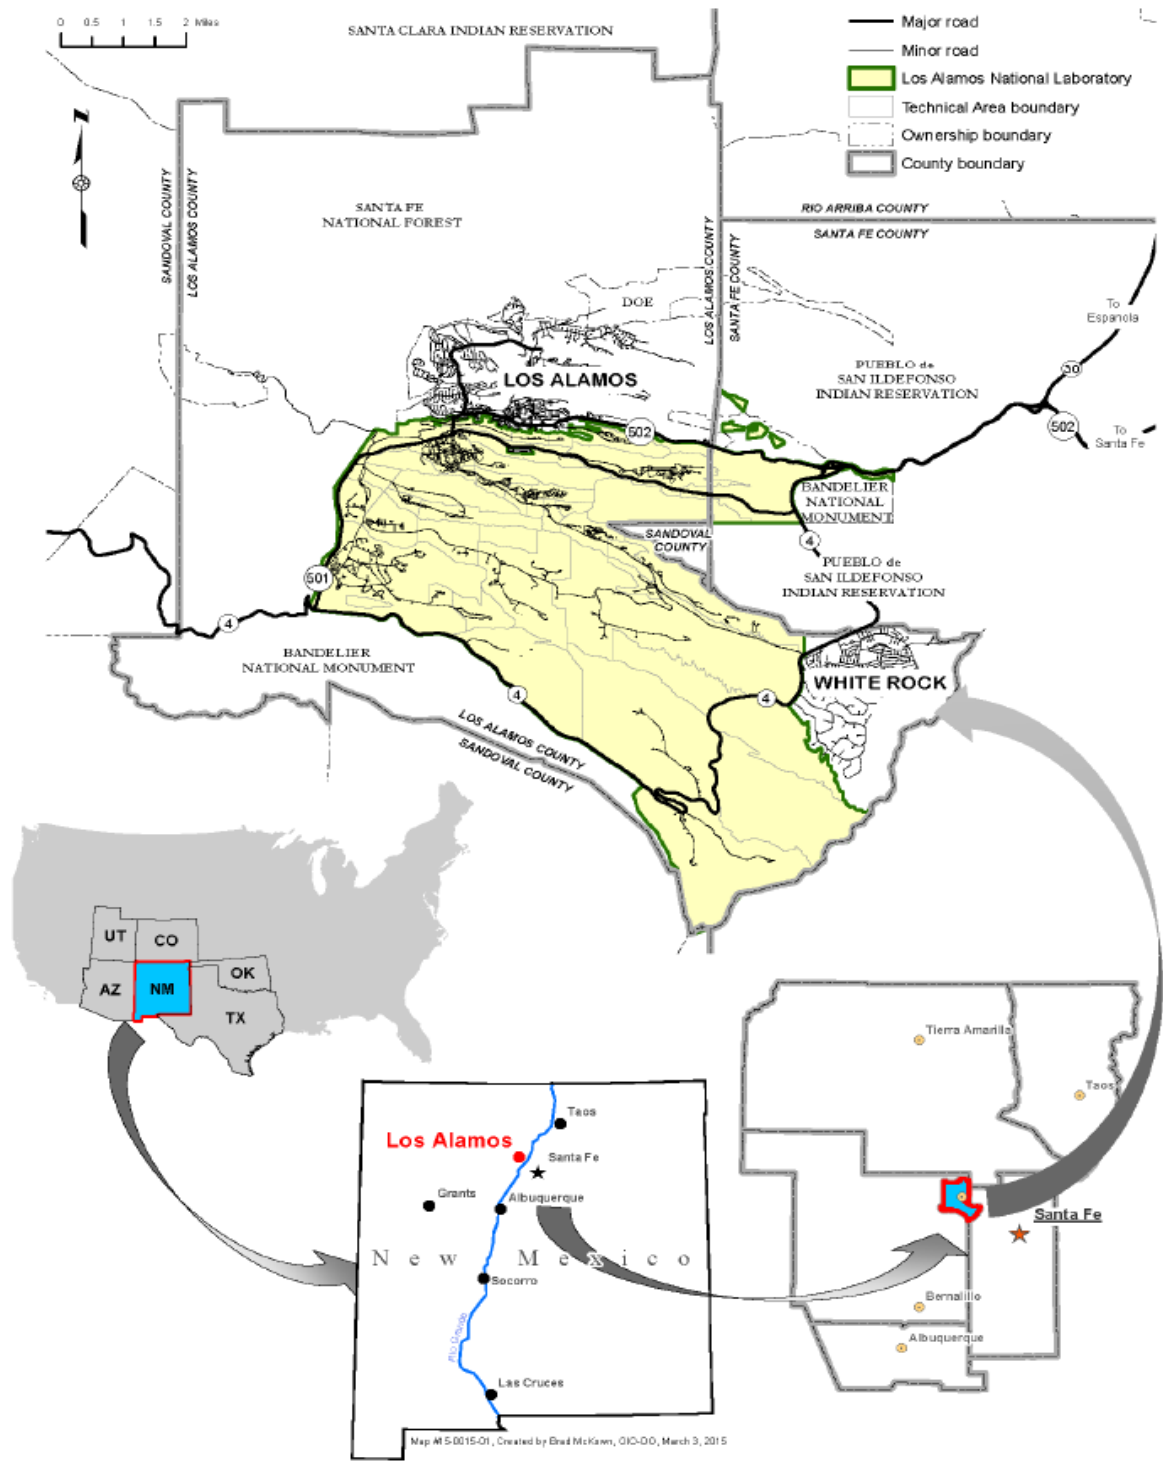 0 0.5 1 1.5 2 Miles
SANTA CLARA INDIAN RESERVATION
Major road
Minor road
Los Alamos National Laboratory
Technical Area boundary
Ownership boundary
County boundary
Z
SANDOVAL COUNTY
LOS ALAMOS COUNTY
SANTA FE
NATIONAL FOREST
RIO ARRIBA COUNTY
SANTA FE COUNTY
LOS ALAMOS COUNTY
SANTA FE COUNTY
DOE
To
Espanola
PUEBLO de
SAN ILDEFONSO
INDIAN RESERVATION
30
LOS ALAMOS
502
502
To
Santa Fe
BANDELIER
NATIONAL
MONUMENT
SANDOVAL
COUNTY
4
PUEBLO de
SAN ILDEFONSO
INDIAN RESERVATION
501
4
BANDELIER
NATIONAL MONUMENT
WHITE ROCK
4
4
LOS ALAMOS COUNTY
SANDOVAL COUNTY
UT
CO
AZ
NM
OK
TX
Tierra Amarilla
Taos
Taos
Los Alamos
Santa Fe
Grants
Albuquerque
Santa Fe
New Mexico
Socorro
Bernalillo
Rio Grande
Albuquerque
Las Cruces
Map #15-0015-01, Created by Brad McKown, OIO-DO, March 3, 2015